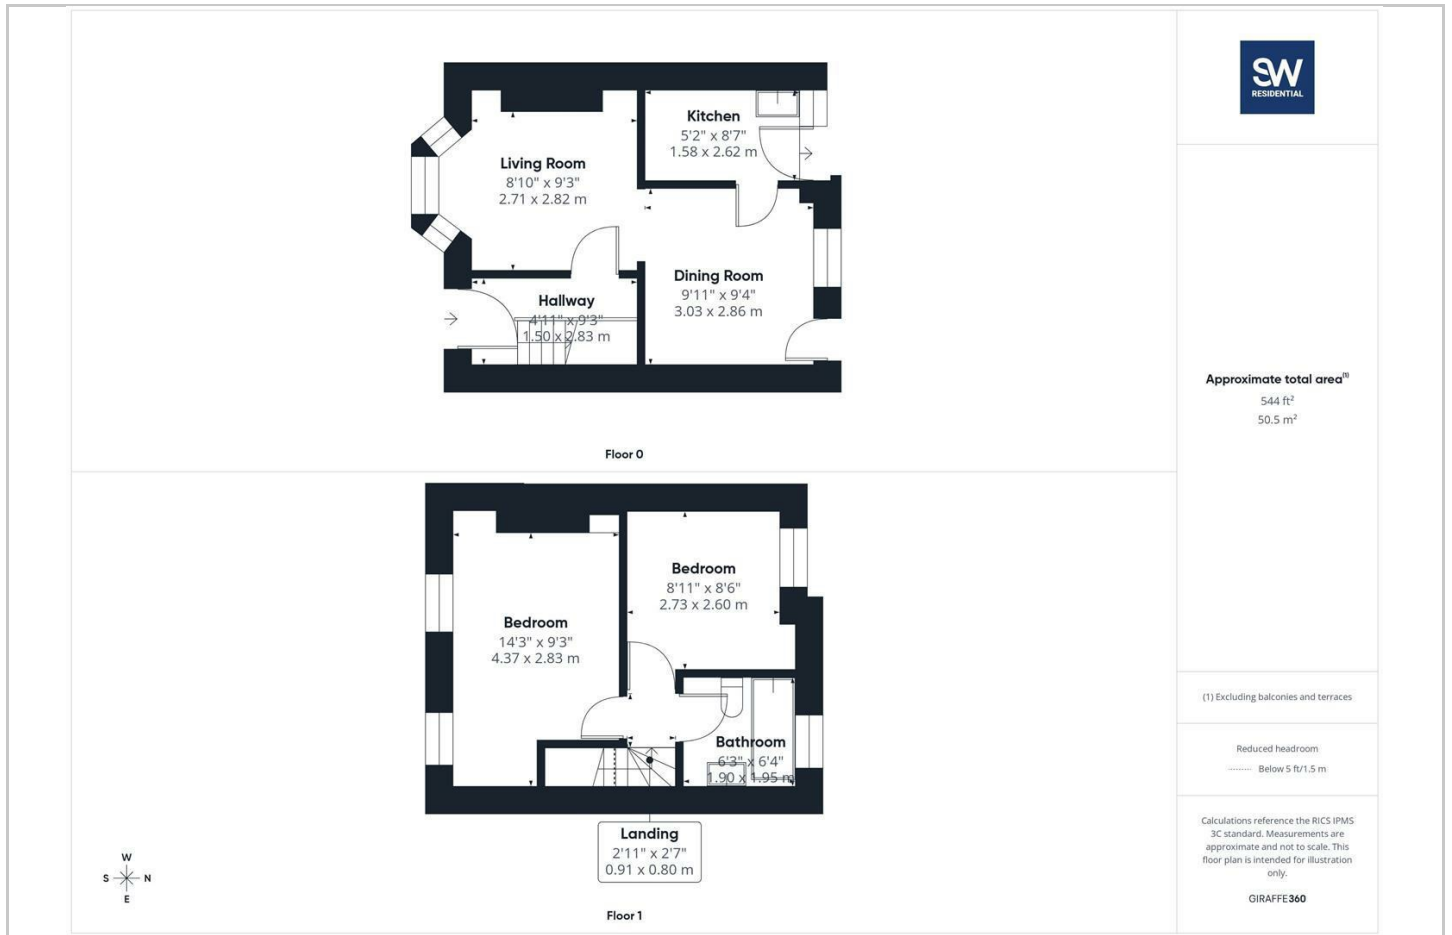 SW
RESIDENTIAL
Kitchen
5'2" x 8'7"
1.58 x 2.62 m
Living Room
8'10" x 9'3"
2.71 x 2.82 m
Dining Room
9'11" x 9'4"
3.03 x 2.86 m
Hallway
4'11" x 9'3"
1.50 x 2.83 m
Floor 0
Approximate total area(1)
544 ft²
50.5 m²
Bedroom
8'11" x 8'6"
2.73 x 2.60 m
Bedroom
14'3" x 9'3"
4.37 x 2.83 m
Bathroom
6'3" x 6'4"
1.90 x 1.95 m
Landing
2'11" x 2'7"
0.91 x 0.80 m
Floor 1
W
S N
E
(1) Excluding balconies and terraces
Reduced headroom
Below 5 ft/1.5 m
Calculations reference the RICS IPMS
3C standard. Measurements are
approximate and not to scale. This
floor plan is intended for illustration
only.
GIRAFFE360